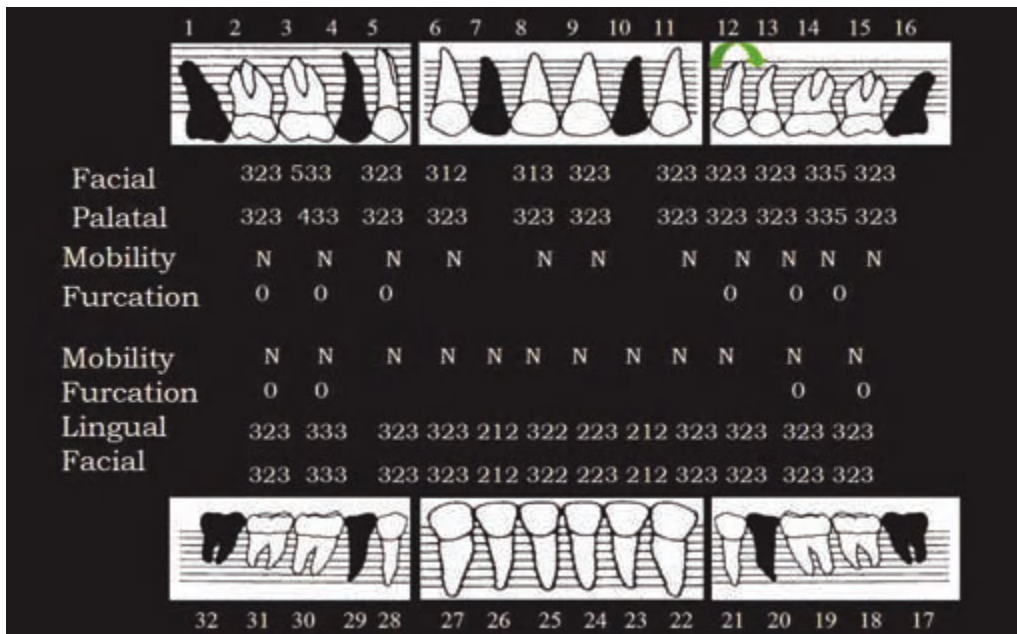 1 2 3 4 5 6 7 8 9 10 11 12 13 14 15 16
Facial 323 533 323 312 313 323 323 323 323 335 323
Palatal 323 433 323 323 323 323 323 323 323 335 323
Mobility N N N N N N N N N N N
Furcation 0 0 0 0 0 0
Mobility N N N N N N N N N N N N
Furcation 0 0 0 0
Lingual 323 333 323 323 212 322 223 212 323 323 323 323
Facial 323 333 323 323 212 322 223 212 323 323 323 323
32 31 30 29 28 27 26 25 24 23 22 21 20 19 18 17